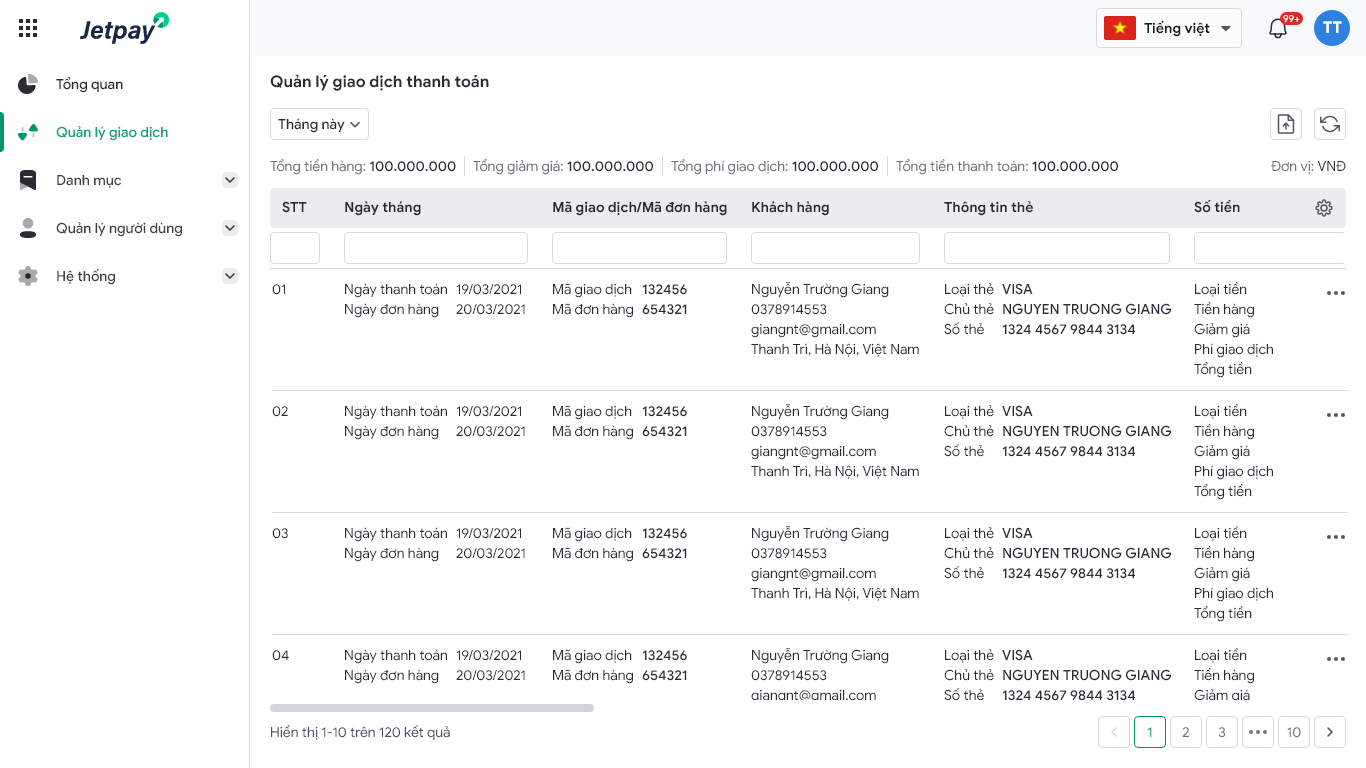 Jetpay
Tiếng việt
99+
TT
Tổng quan
Quản lý giao dịch
Danh mục
Quản lý người dùng
Hệ thống
Quản lý giao dịch thanh toán
Tháng này
Tổng tiền hàng: 100.000.000 Tổng giảm giá: 100.000.000 Tổng phí giao dịch: 100.000.000 Tổng tiền thanh toán: 100.000.000 Đơn vị: VNĐ
STT Ngày tháng Mã giao dịch/Mã đơn hàng Khách hàng Thông tin thẻ Số tiền
01 Ngày thanh toán 19/03/2021 Mã giao dịch 132456 Nguyễn Trường Giang Loại thẻ VISA Loại tiền
Ngày đơn hàng 20/03/2021 Mã đơn hàng 654321 0378914553 Chủ thẻ NGUYEN TRUONG GIANG Tiền hàng
giangnt@gmail.com Số thẻ 1324 4567 9844 3134 Giảm giá
Thanh Trì, Hà Nội, Việt Nam Phí giao dịch
Tổng tiền
02 Ngày thanh toán 19/03/2021 Mã giao dịch 132456 Nguyễn Trường Giang Loại thẻ VISA Loại tiền
Ngày đơn hàng 20/03/2021 Mã đơn hàng 654321 0378914553 Chủ thẻ NGUYEN TRUONG GIANG Tiền hàng
giangnt@gmail.com Số thẻ 1324 4567 9844 3134 Giảm giá
Thanh Trì, Hà Nội, Việt Nam Phí giao dịch
Tổng tiền
03 Ngày thanh toán 19/03/2021 Mã giao dịch 132456 Nguyễn Trường Giang Loại thẻ VISA Loại tiền
Ngày đơn hàng 20/03/2021 Mã đơn hàng 654321 0378914553 Chủ thẻ NGUYEN TRUONG GIANG Tiền hàng
giangnt@gmail.com Số thẻ 1324 4567 9844 3134 Giảm giá
Thanh Trì, Hà Nội, Việt Nam Phí giao dịch
Tổng tiền
04 Ngày thanh toán 19/03/2021 Mã giao dịch 132456 Nguyễn Trường Giang Loại thẻ VISA Loại tiền
Ngày đơn hàng 20/03/2021 Mã đơn hàng 654321 0378914553 Chủ thẻ NGUYEN TRUONG GIANG Tiền hàng
giangnt@gmail.com Số thẻ 1324 4567 9844 3134 Giảm giá
Hiển thị 1-10 trên 120 kết quả
1 2 3 ••• 10